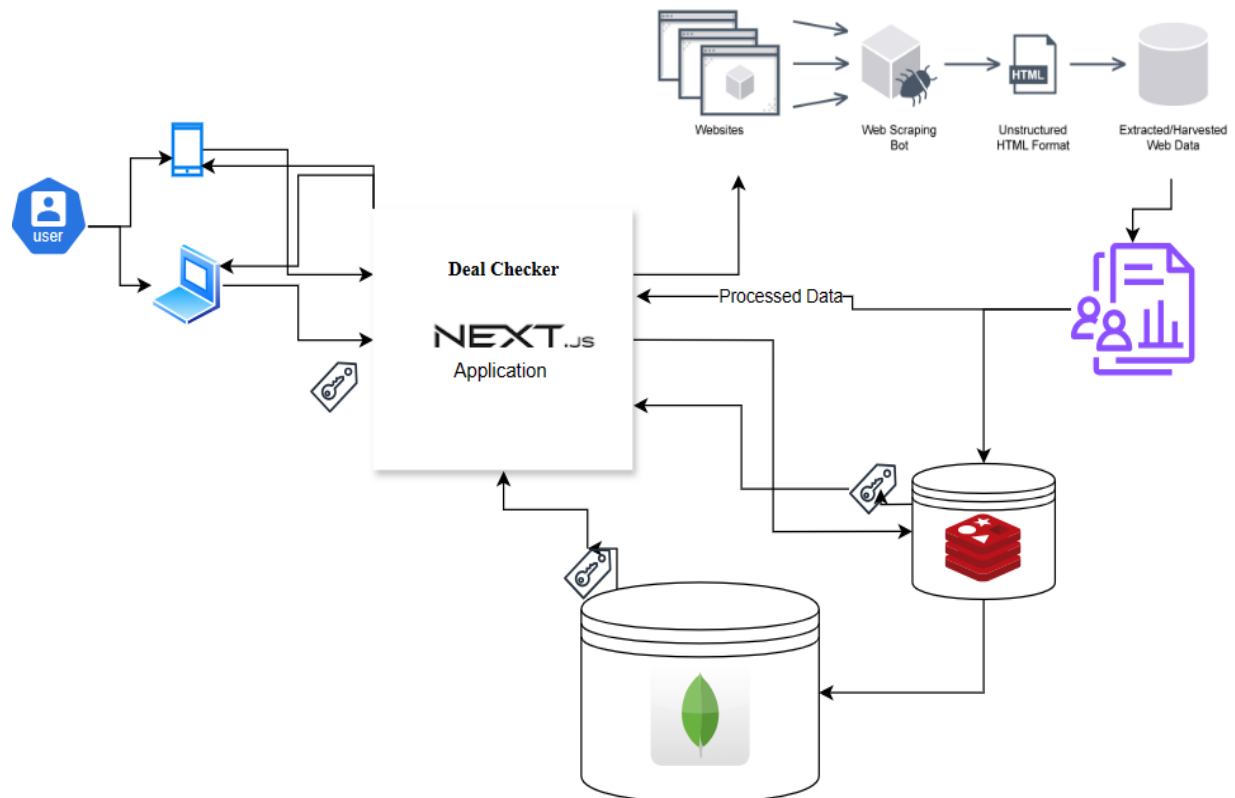 Websites
Web Scraping
Bot
HTML
Unstructured
HTML Format
Extracted/Harvested
Web Data
user
Deal Checker
NEXT.JS
Application
Processed Data